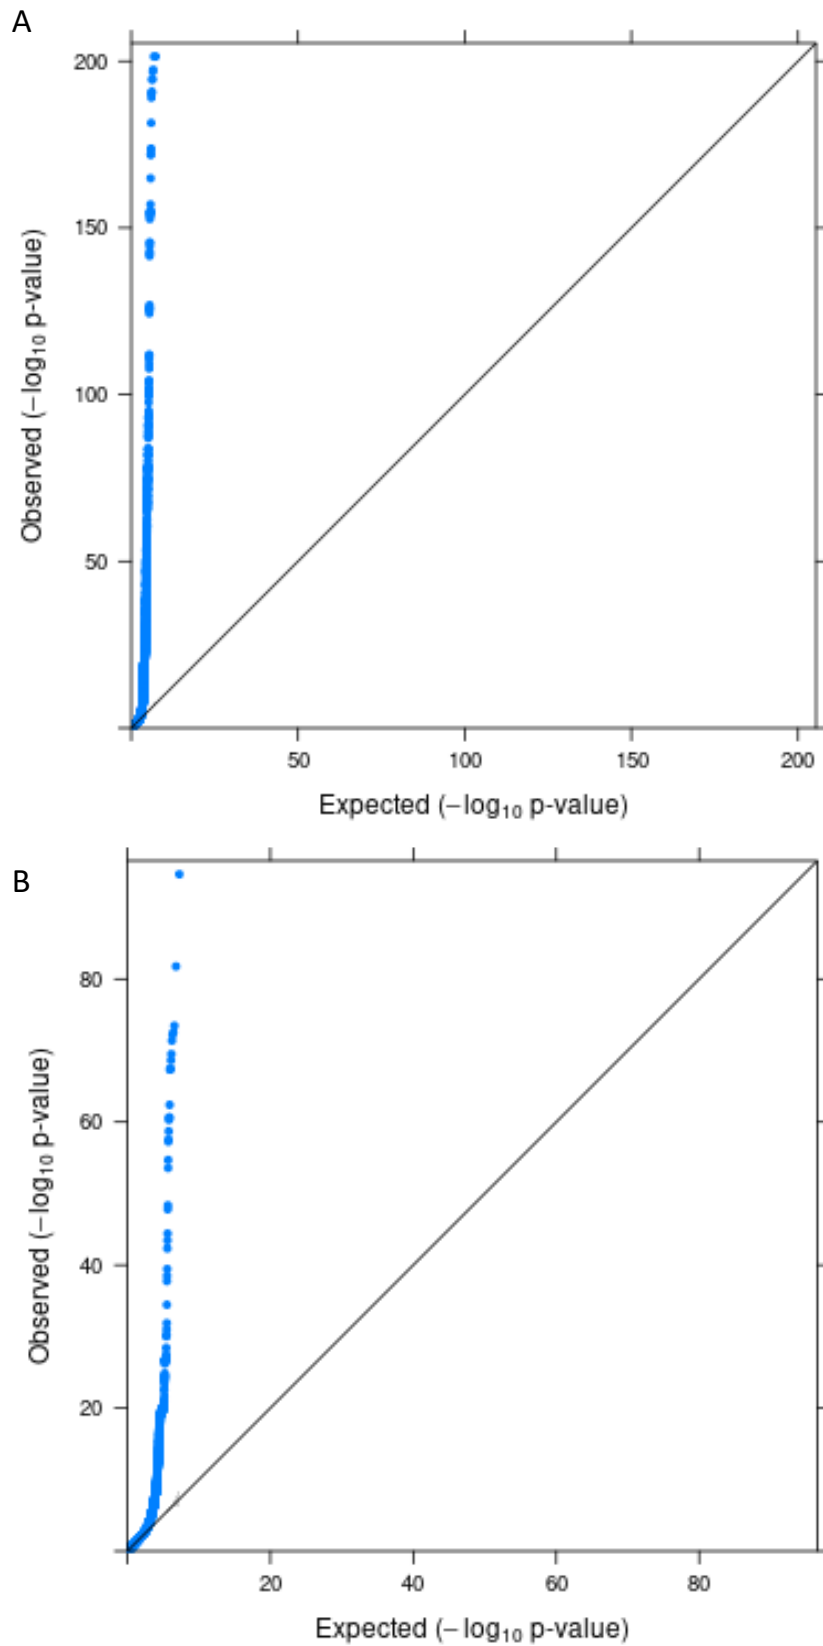 A
200
150
100
50
Observed (−log₁₀ p-value)
50 100 150 200
Expected (−log₁₀ p-value)
B
80
60
40
20
Observed (−log₁₀ p-value)
20 40 60 80
Expected (−log₁₀ p-value)